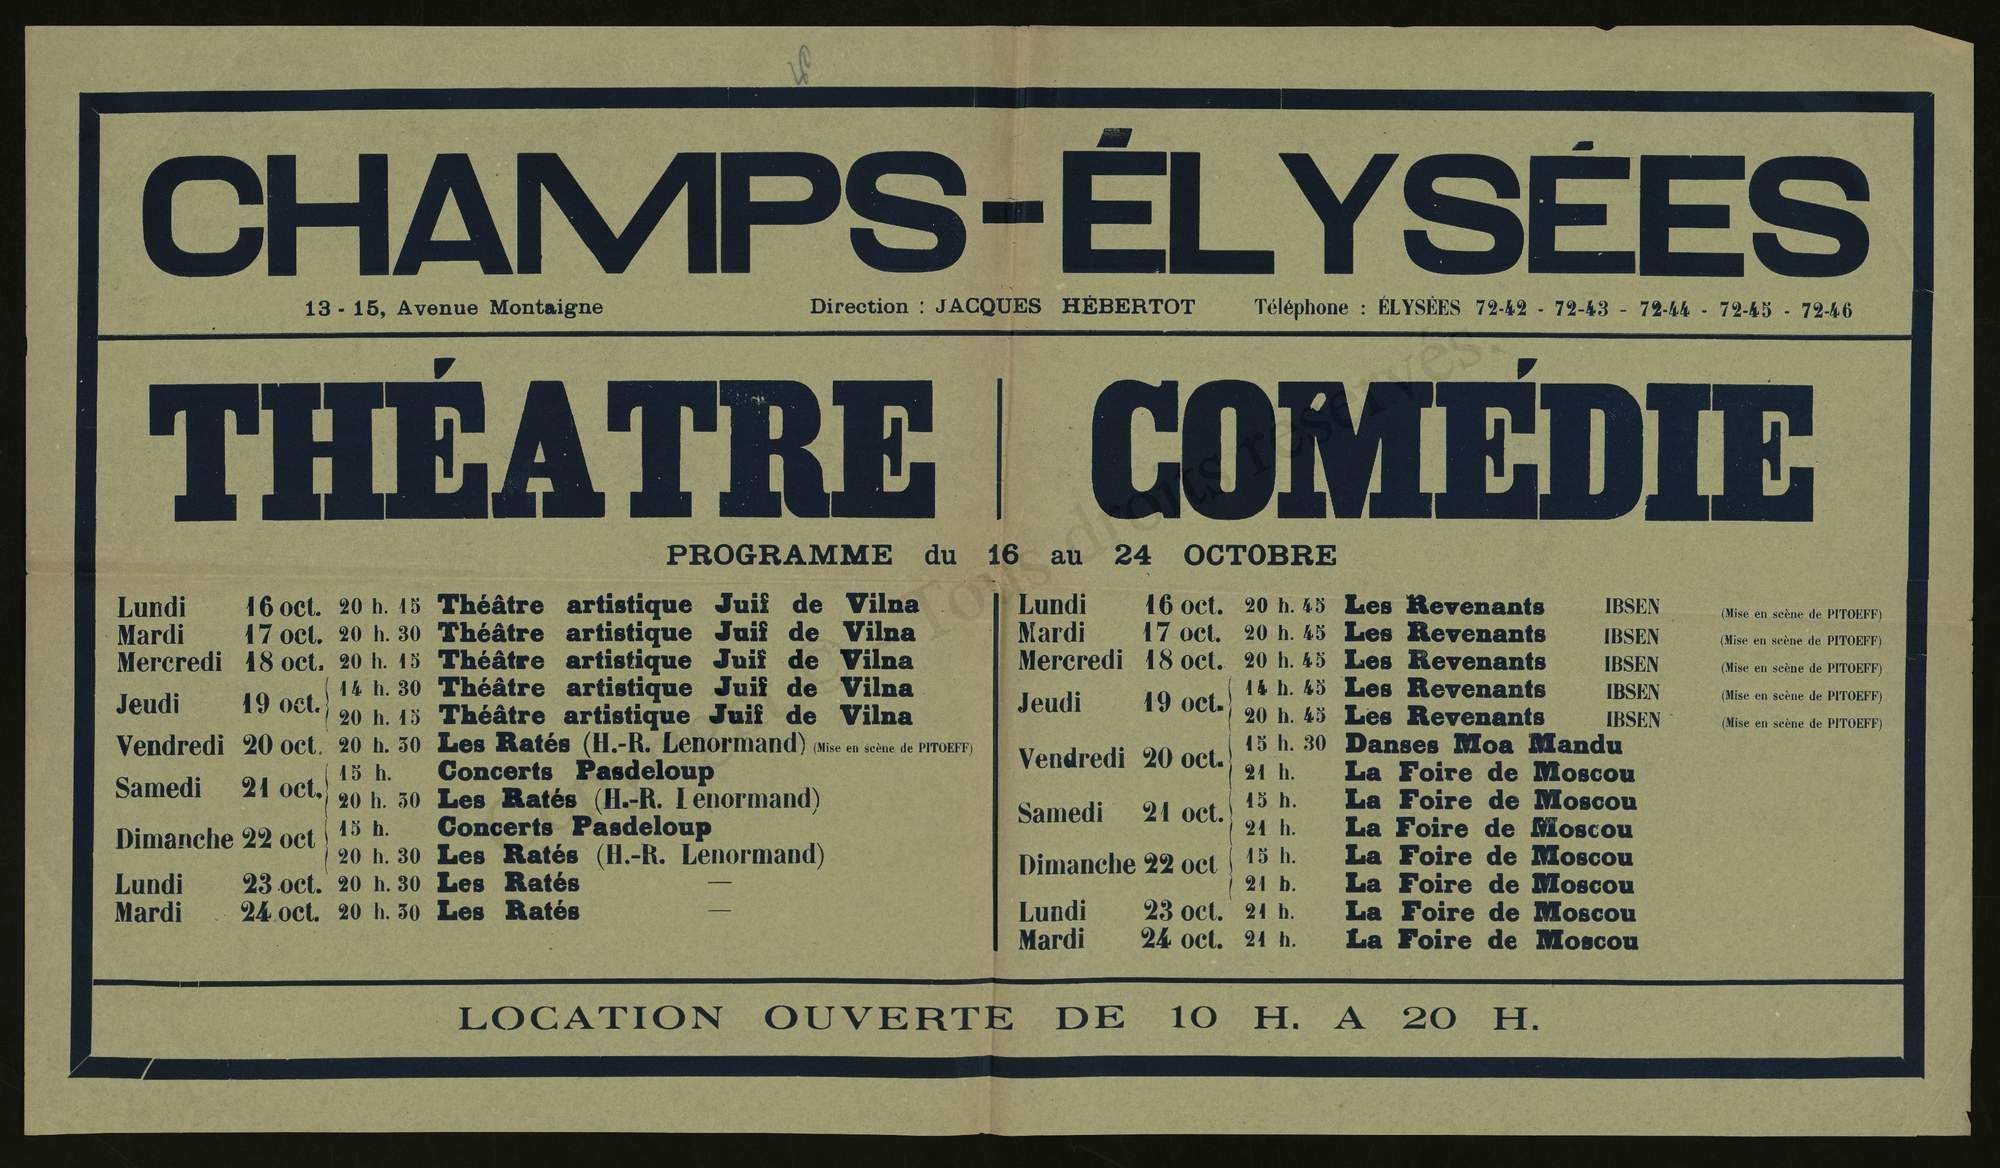 CHAMPS-ÉLYSÉES
13 - 15, Avenue Montaigne Direction : JACQUES HÉBERTOT Téléphone : ÉLYSÉES 72-42 - 72-43 - 72-44 - 72-45 - 72-46
THÉATRE COMÉDIE
PROGRAMME du 16 au 24 OCTOBRE
Lundi 16 oct. 20 h. 15 Théâtre artistique Juif de Vilna
Mardi 17 oct. 20 h. 30 Théâtre artistique Juif de Vilna
Mercredi 18 oct. 20 h. 15 Théâtre artistique Juif de Vilna
Jeudi 19 oct. 14 h. 30 Théâtre artistique Juif de Vilna
20 h. 15 Théâtre artistique Juif de Vilna
Vendredi 20 oct. 20 h. 30 Les Ratés (H.-R. Lenormand) (Mise en scène de PITOEFF)
Samedi 21 oct. 15 h. Concerts Pasdeloup
20 h. 30 Les Ratés (H.-R. Lenormand)
Dimanche 22 oct 15 h. Concerts Pasdeloup
20 h. 30 Les Ratés (H.-R. Lenormand)
Lundi 23 oct. 20 h. 30 Les Ratés —
Mardi 24 oct. 20 h. 30 Les Ratés —
Lundi 16 oct. 20 h. 45 Les Revenants IBSEN (Mise en scène de PITOEFF)
Mardi 17 oct. 20 h. 45 Les Revenants IBSEN (Mise en scène de PITOEFF)
Mercredi 18 oct. 20 h. 45 Les Revenants IBSEN (Mise en scène de PITOEFF)
Jeudi 19 oct. 14 h. 45 Les Revenants IBSEN (Mise en scène de PITOEFF)
20 h. 45 Les Revenants IBSEN (Mise en scène de PITOEFF)
Vendredi 20 oct. 15 h. 30 Danses Moa Mandu
21 h. La Foire de Moscou
Samedi 21 oct. 15 h. La Foire de Moscou
21 h. La Foire de Moscou
Dimanche 22 oct 15 h. La Foire de Moscou
21 h. La Foire de Moscou
Lundi 23 oct. 21 h. La Foire de Moscou
Mardi 24 oct. 21 h. La Foire de Moscou
LOCATION OUVERTE DE 10 H. A 20 H.
Tous droits réservés.